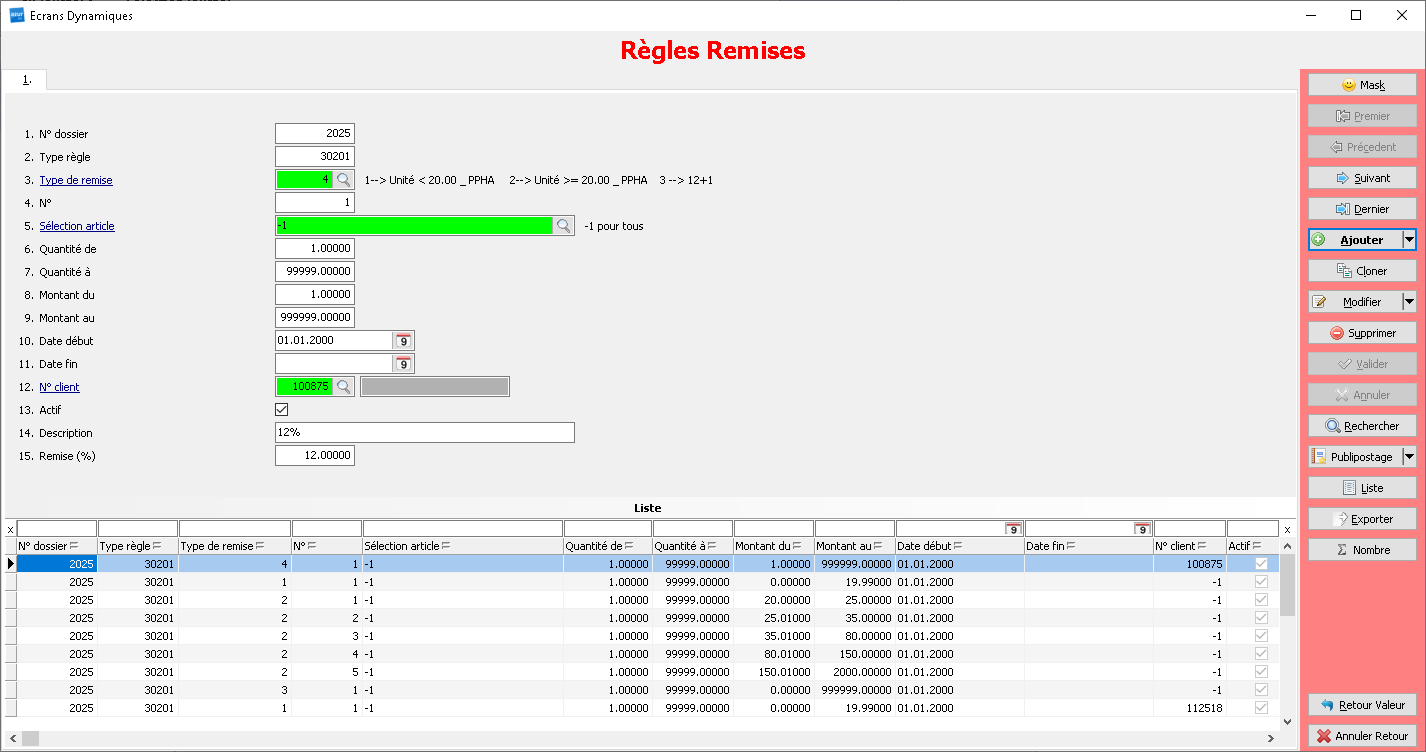 Ecrans Dynamiques
Règles Remises
1.
1. N° dossier 2025
2. Type règle 30201
3. Type de remise 4 1--> Unité < 20.00 _ PPHA 2--> Unité >= 20.00 _ PPHA 3 --> 12+1
4. N° 1
5. Sélection article -1 -1 pour tous
6. Quantité de 1.00000
7. Quantité à 99999.00000
8. Montant du 1.00000
9. Montant au 999999.00000
10. Date début 01.01.2000 9
11. Date fin 9
12. N° client 100875
13. Actif
14. Description 12%
15. Remise (%) 12.00000
Mask
Premier
Précedent
Suivant
Dernier
Ajouter
Cloner
Modifier
Supprimer
Valider
Annuler
Rechercher
Publipostage
Liste
Exporter
Nombre
Retour Valeur
Annuler Retour
Liste
x 9 9 x
N° dossier Type règle Type de remise N° Sélection article Quantité de Quantité à Montant du Montant au Date début Date fin N° client Actif
2025 30201 4 1 -1 1.00000 99999.00000 1.00000 999999.00000 01.01.2000 100875
2025 30201 1 1 -1 1.00000 99999.00000 0.00000 19.99000 01.01.2000 -1
2025 30201 2 1 -1 1.00000 99999.00000 20.00000 25.00000 01.01.2000 -1
2025 30201 2 2 -1 1.00000 99999.00000 25.01000 35.00000 01.01.2000 -1
2025 30201 2 3 -1 1.00000 99999.00000 35.01000 80.00000 01.01.2000 -1
2025 30201 2 4 -1 1.00000 99999.00000 80.01000 150.00000 01.01.2000 -1
2025 30201 2 5 -1 1.00000 99999.00000 150.01000 2000.00000 01.01.2000 -1
2025 30201 3 1 -1 1.00000 99999.00000 0.00000 999999.00000 01.01.2000 -1
2025 30201 1 1 -1 1.00000 99999.00000 0.00000 19.99000 01.01.2000 112518